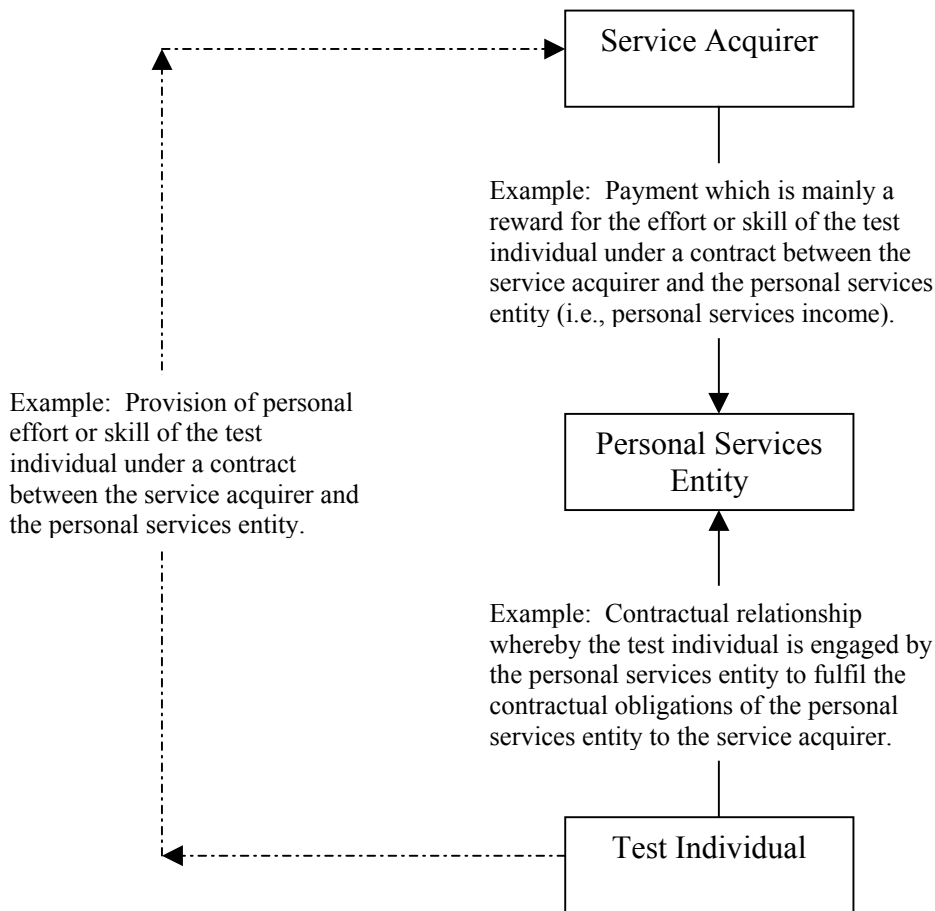 Service Acquirer
Example:  Payment which is mainly a
reward for the effort or skill of the test
individual under a contract between the
service acquirer and the personal services
entity (i.e., personal services income).
Example:  Provision of personal
effort or skill of the test
individual under a contract
between the service acquirer and
the personal services entity.
Personal Services
Entity
Example:  Contractual relationship
whereby the test individual is engaged by
the personal services entity to fulfil the
contractual obligations of the personal
services entity to the service acquirer.
Test Individual